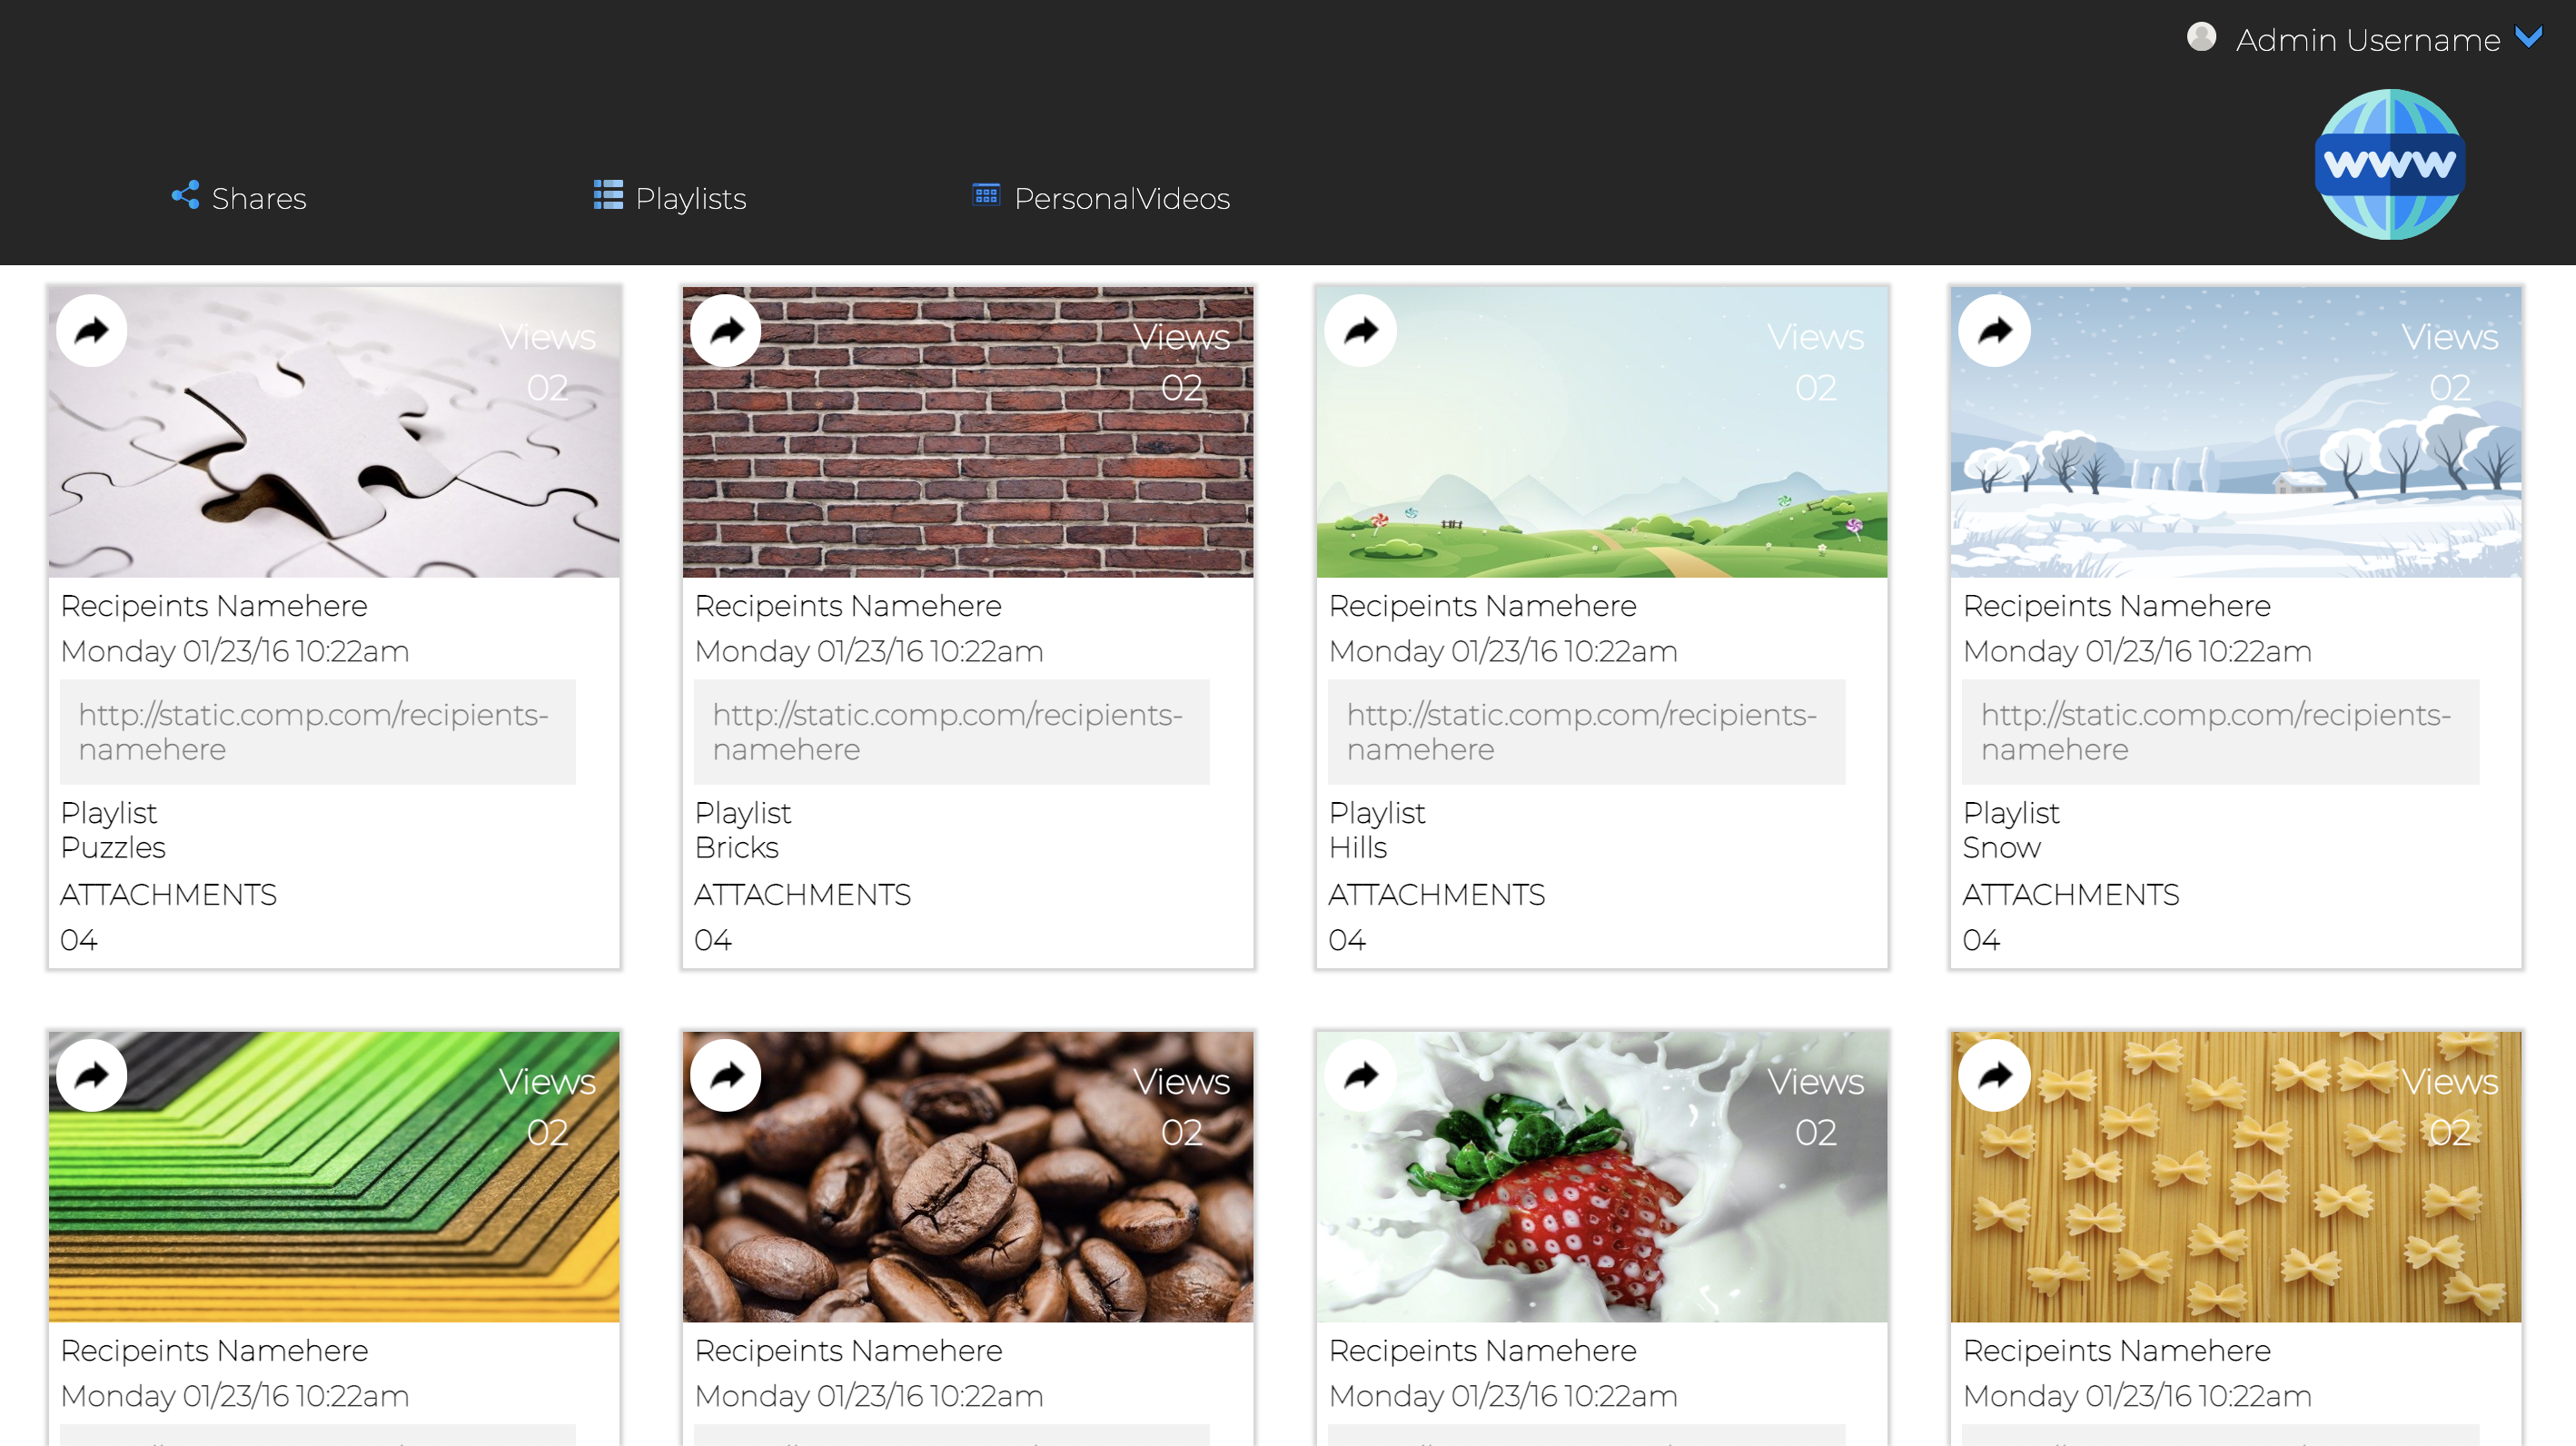 Admin Username
www
Shares
Playlists
PersonalVideos
Views
02
Recipeints Namehere
Monday 01/23/16 10:22am
http://static.comp.com/recipients-
namehere
Playlist
Puzzles
ATTACHMENTS
04
Views
02
Recipeints Namehere
Monday 01/23/16 10:22am
http://static.comp.com/recipients-
namehere
Playlist
Bricks
ATTACHMENTS
04
Views
02
Recipeints Namehere
Monday 01/23/16 10:22am
http://static.comp.com/recipients-
namehere
Playlist
Hills
ATTACHMENTS
04
Views
02
Recipeints Namehere
Monday 01/23/16 10:22am
http://static.comp.com/recipients-
namehere
Playlist
Snow
ATTACHMENTS
04
Views
02
Recipeints Namehere
Monday 01/23/16 10:22am
Views
02
Recipeints Namehere
Monday 01/23/16 10:22am
Views
02
Recipeints Namehere
Monday 01/23/16 10:22am
Views
02
Recipeints Namehere
Monday 01/23/16 10:22am